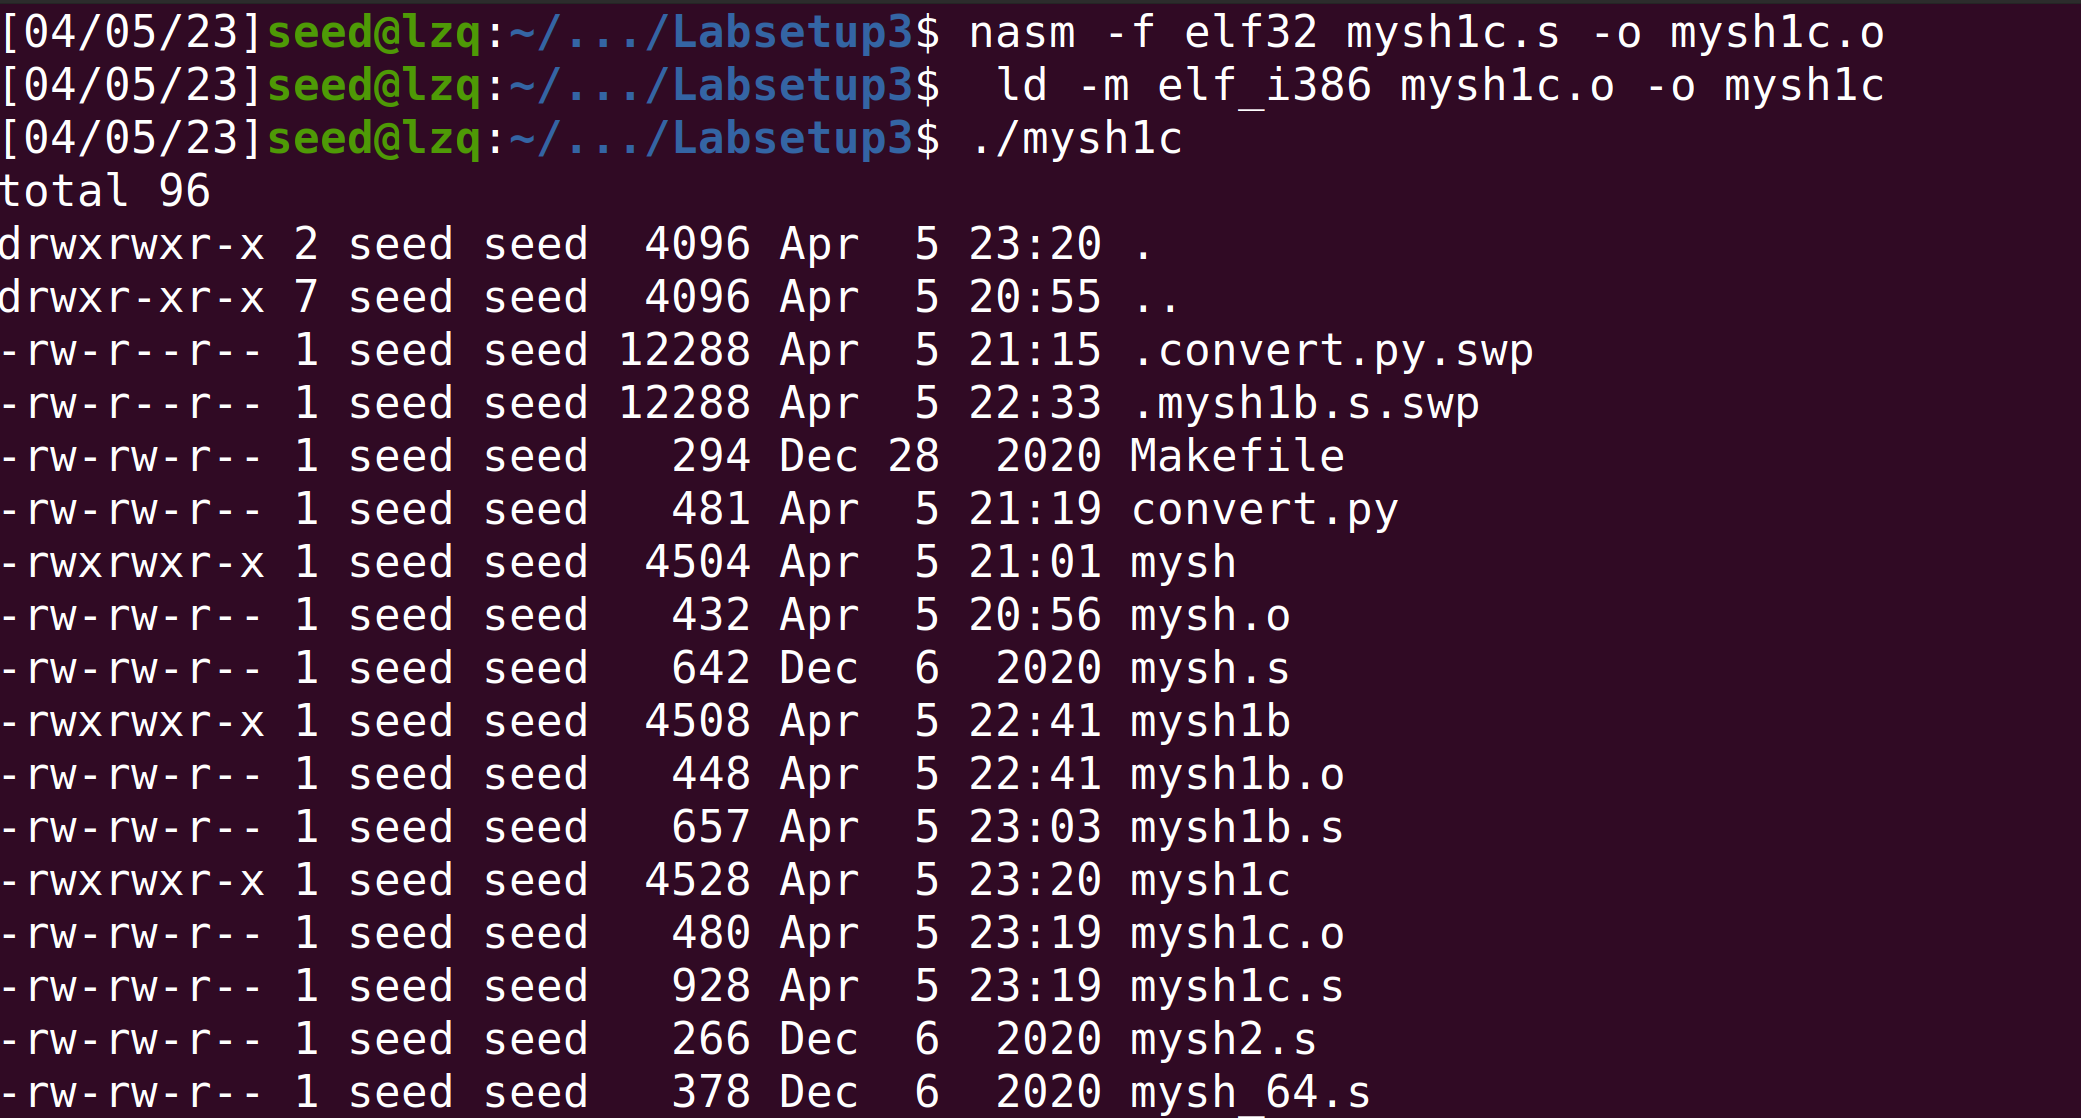 [04/05/23]seed@lzq:~/.../Labsetup3$ nasm -f elf32 mysh1c.s -o mysh1c.o
[04/05/23]seed@lzq:~/.../Labsetup3$  ld -m elf_i386 mysh1c.o -o mysh1c
[04/05/23]seed@lzq:~/.../Labsetup3$ ./mysh1c
total 96
drwxrwxr-x 2 seed seed  4096 Apr  5 23:20 .
drwxr-xr-x 7 seed seed  4096 Apr  5 20:55 ..
-rw-r--r-- 1 seed seed 12288 Apr  5 21:15 .convert.py.swp
-rw-r--r-- 1 seed seed 12288 Apr  5 22:33 .mysh1b.s.swp
-rw-rw-r-- 1 seed seed   294 Dec 28  2020 Makefile
-rw-rw-r-- 1 seed seed   481 Apr  5 21:19 convert.py
-rwxrwxr-x 1 seed seed  4504 Apr  5 21:01 mysh
-rw-rw-r-- 1 seed seed   432 Apr  5 20:56 mysh.o
-rw-rw-r-- 1 seed seed   642 Dec  6  2020 mysh.s
-rwxrwxr-x 1 seed seed  4508 Apr  5 22:41 mysh1b
-rw-rw-r-- 1 seed seed   448 Apr  5 22:41 mysh1b.o
-rw-rw-r-- 1 seed seed   657 Apr  5 23:03 mysh1b.s
-rwxrwxr-x 1 seed seed  4528 Apr  5 23:20 mysh1c
-rw-rw-r-- 1 seed seed   480 Apr  5 23:19 mysh1c.o
-rw-rw-r-- 1 seed seed   928 Apr  5 23:19 mysh1c.s
-rw-rw-r-- 1 seed seed   266 Dec  6  2020 mysh2.s
-rw-rw-r-- 1 seed seed   378 Dec  6  2020 mysh_64.s